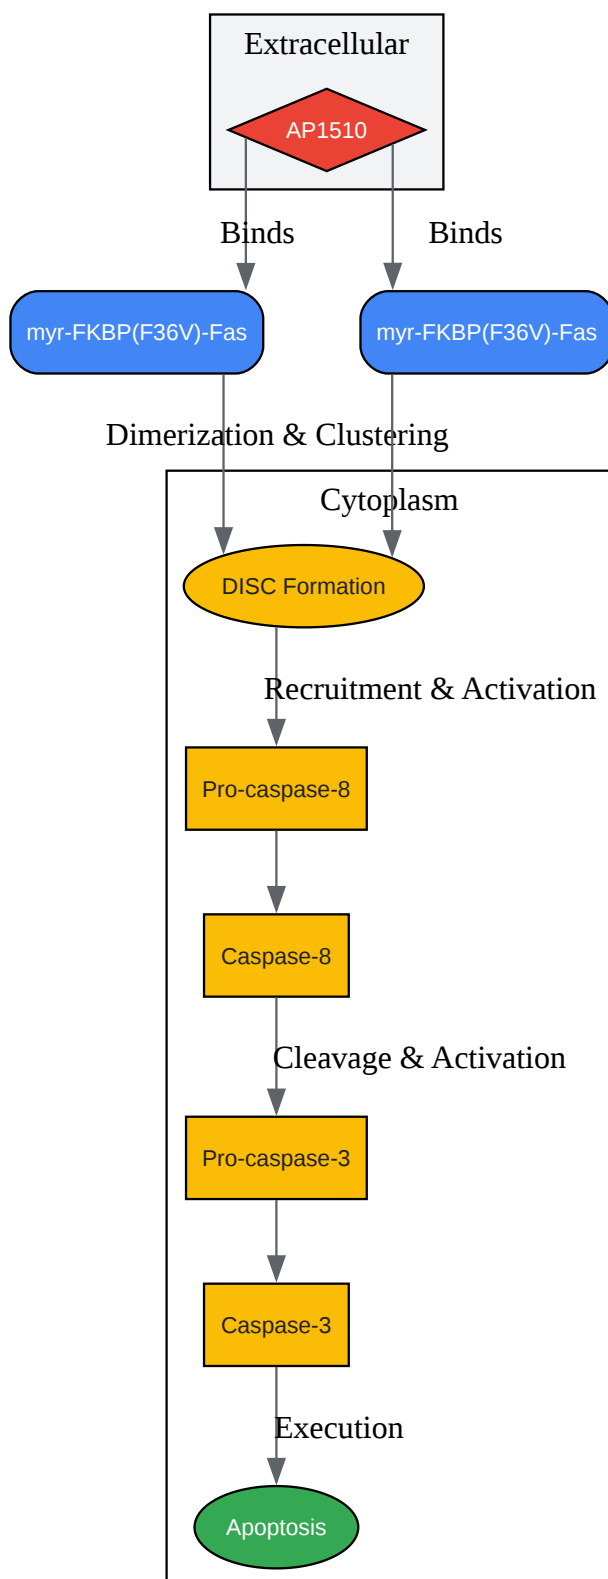 Extracellular
AP1510
Binds
Binds
myr-FKBP(F36V)-Fas
myr-FKBP(F36V)-Fas
Dimerization & Clustering
Cytoplasm
DISC Formation
Recruitment & Activation
Pro-caspase-8
Caspase-8
Cleavage & Activation
Pro-caspase-3
Caspase-3
Execution
Apoptosis